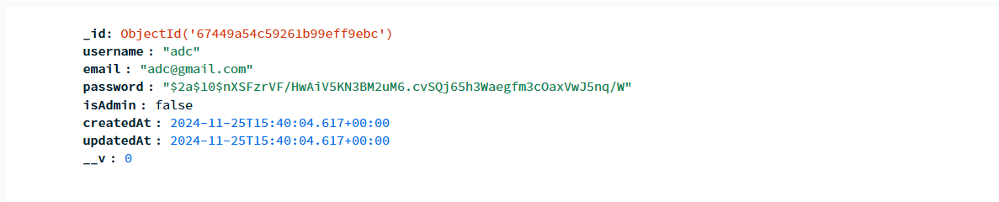 _id: ObjectId('67449a54c59261b99eff9ebc')
username : "adc"
email : "adc@gmail.com"
password : "$2a$10$nXSFzrVF/HwAiV5KN3BM2uM6.cvSQj65h3Waegfm3cOaxVwJ5nq/W"
isAdmin : false
createdAt : 2024-11-25T15:40:04.617+00:00
updatedAt : 2024-11-25T15:40:04.617+00:00
__v : 0